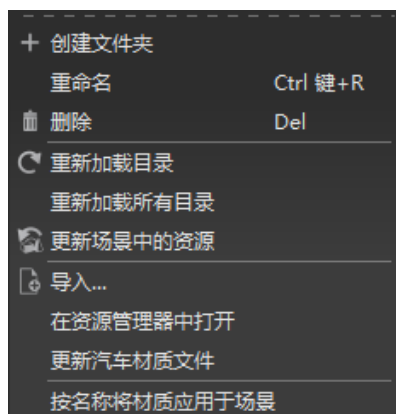 创建文件夹
重命名 Ctrl 键+R
删除 Del
重新加载目录
重新加载所有目录
更新场景中的资源
导入...
在资源管理器中打开
更新汽车材质文件
按名称将材质应用于场景